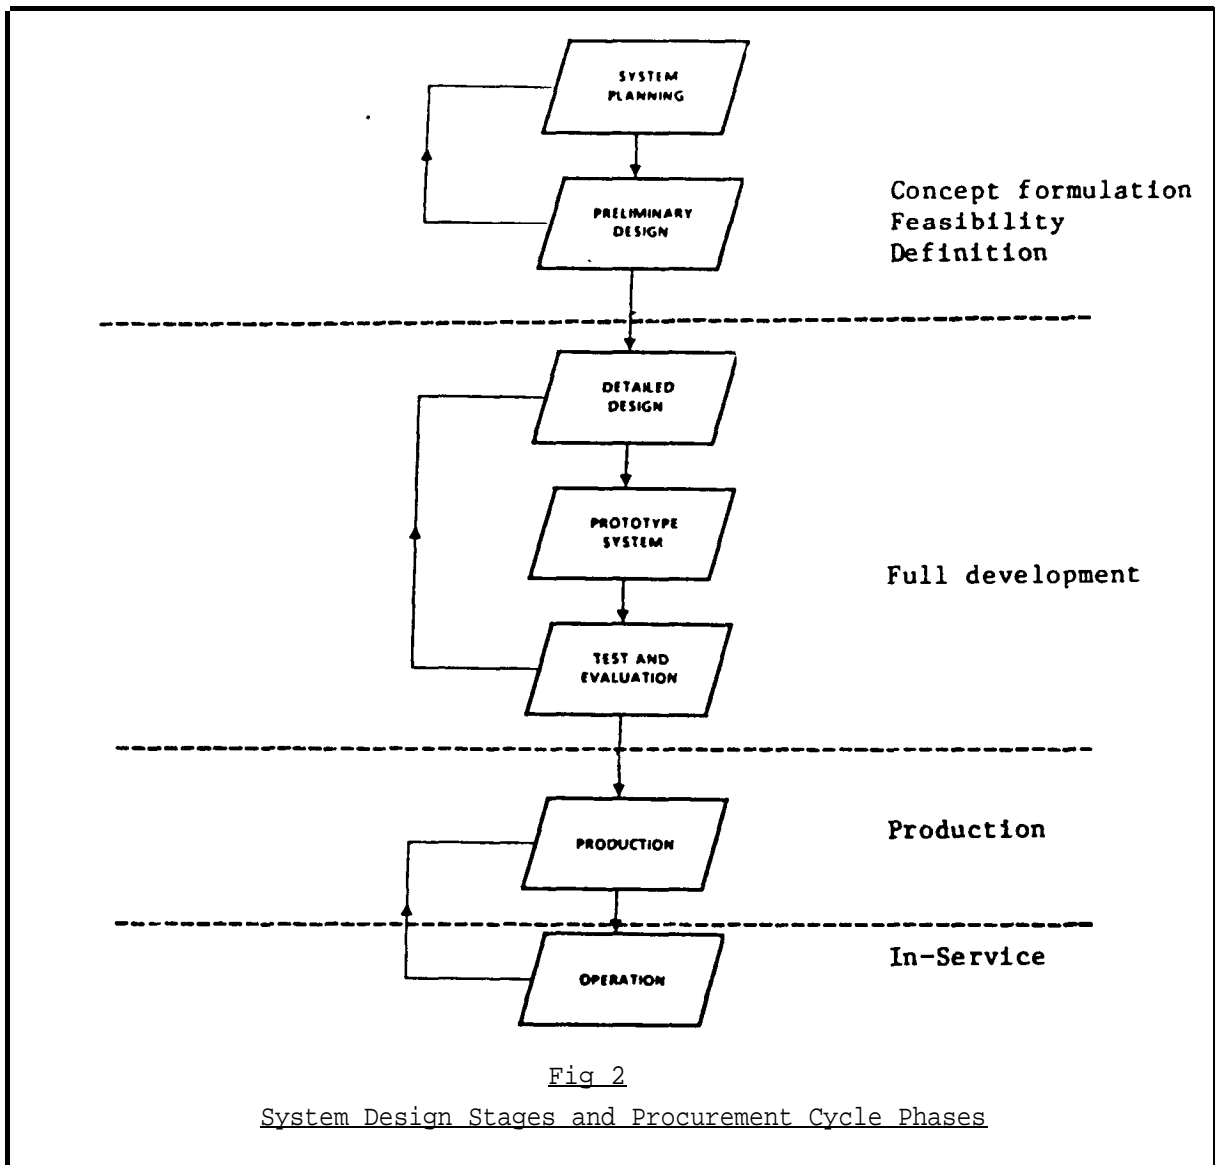 SYSTEM
PLANNING
PRELIMINARY
DESIGN
Concept formulation
Feasibility
Definition
DETAILED
DESIGN
PROTOTYPE
SYSTEM
Full development
TEST AND
EVALUATION
PRODUCTION
Production
OPERATION
In-Service
Fig 2
System Design Stages and Procurement Cycle Phases